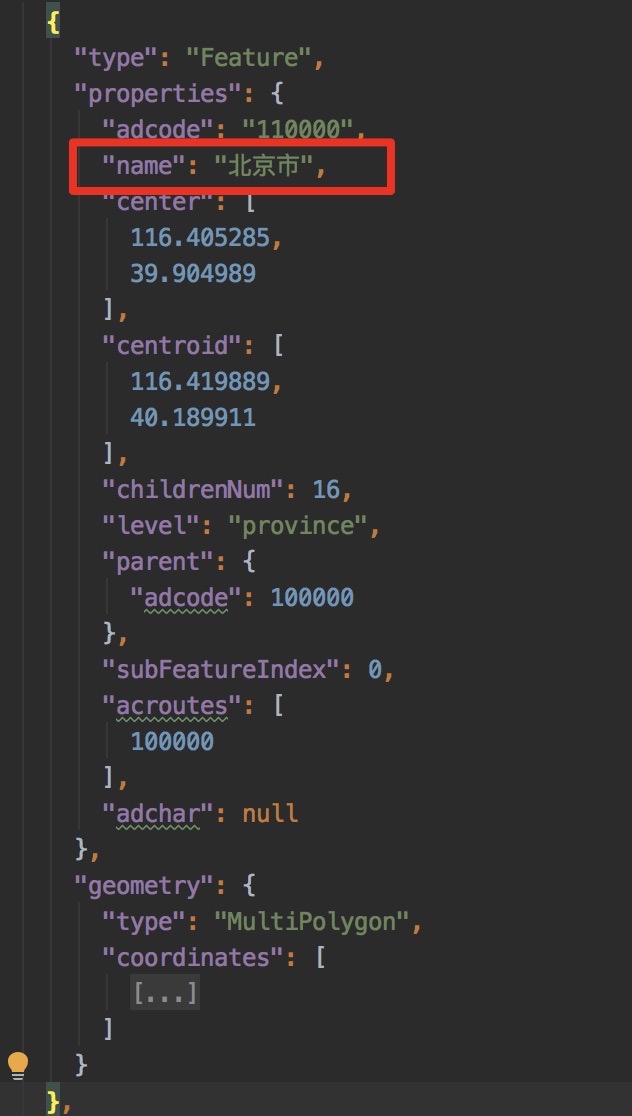 {
"type": "Feature",
"properties": {
"adcode": "110000",
"name": "北京市",
"center": [
116.405285,
39.904989
],
"centroid": [
116.419889,
40.189911
],
"childrenNum": 16,
"level": "province",
"parent": {
"adcode": 100000
},
"subFeatureIndex": 0,
"acroutes": [
100000
],
"adchar": null
},
"geometry": {
"type": "MultiPolygon",
"coordinates": [
[...]
]
}
},